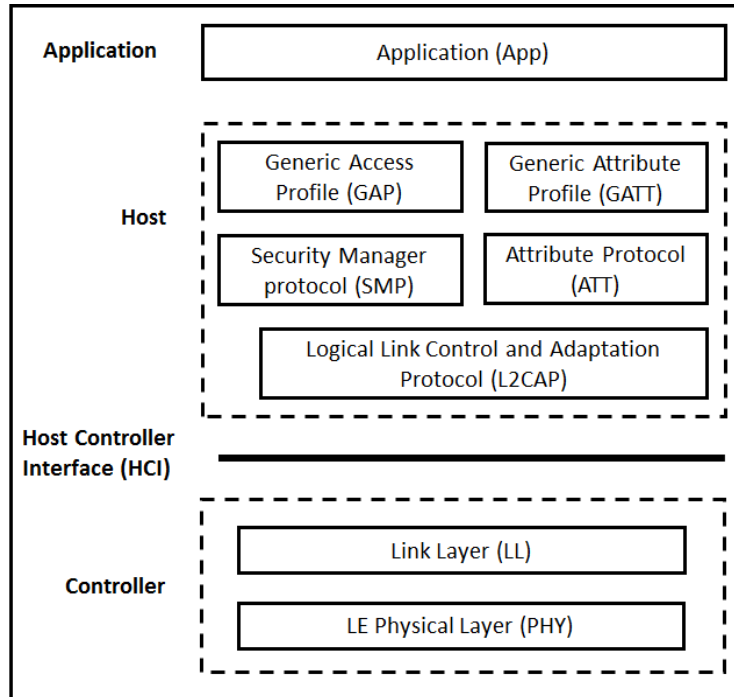 Application
Application (App)
Host
Generic Access
Profile (GAP)
Generic Attribute
Profile (GATT)
Security Manager
protocol (SMP)
Attribute Protocol
(ATT)
Logical Link Control and Adaptation
Protocol (L2CAP)
Host Controller
Interface (HCI)
Controller
Link Layer (LL)
LE Physical Layer (PHY)